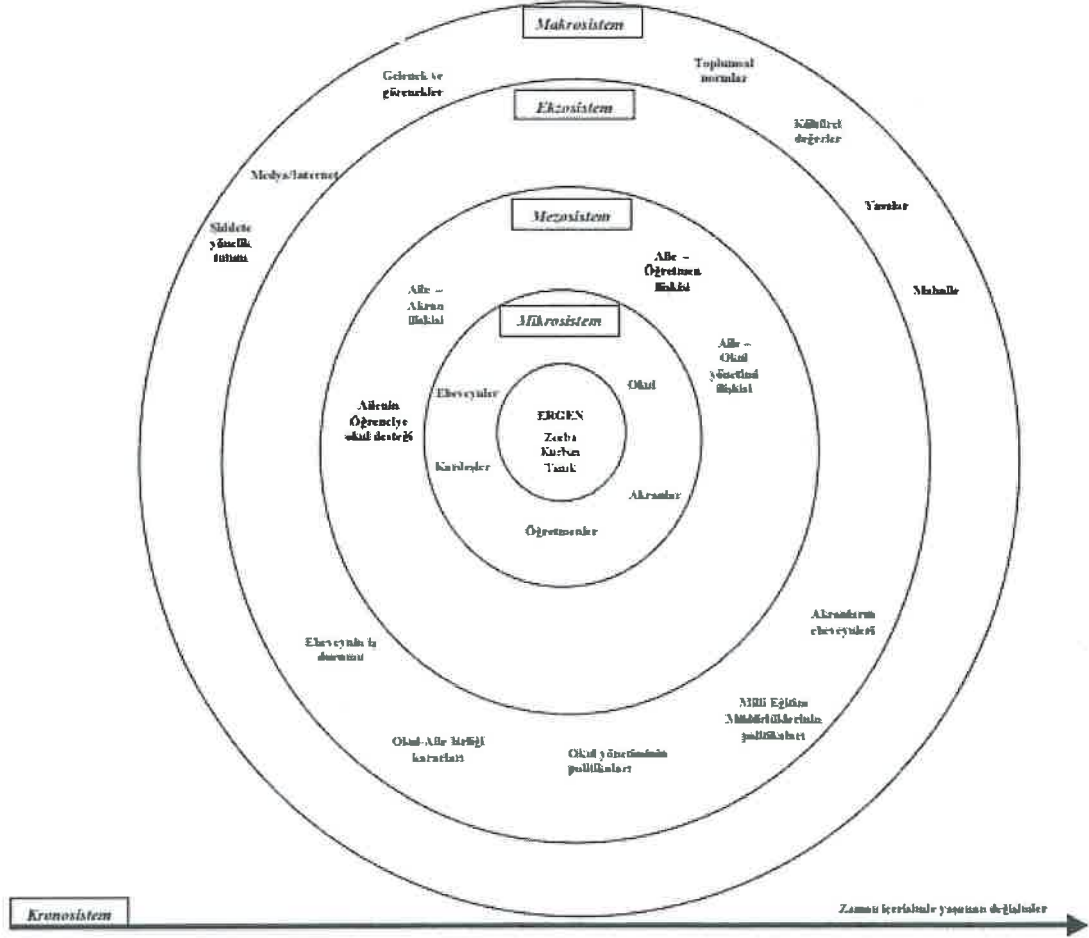 Makrosistem
Gelenek ve
görenekler
Toplumsal
normlar
Ekzosistem
Kültürel
değerler
Medya/Internet
Yasalar
Şiddete
yönelik
tutum
Mezosistem
Aile –
Öğretmen
ilişkisi
Mahalle
Aile –
Akran
ilişkisi
Mikrosistem
Aile –
Okul
yönetimi
ilişkisi
Okul
Ebeveynler
Ailenin
Öğrenciye
okul desteği
ERGEN
Zorba
Kurban
Tanık
Kardeşler
Akranlar
Öğretmenler
Akranların
ebeveynleri
Ebeveynin iş
durumu
Milli Eğitim
Müdürlüklerinin
politikaları
Okul-Aile birliği
kararları
Okul yönetiminin
politikaları
Kronosistem
Zaman içerisinde yaşanan değişimler